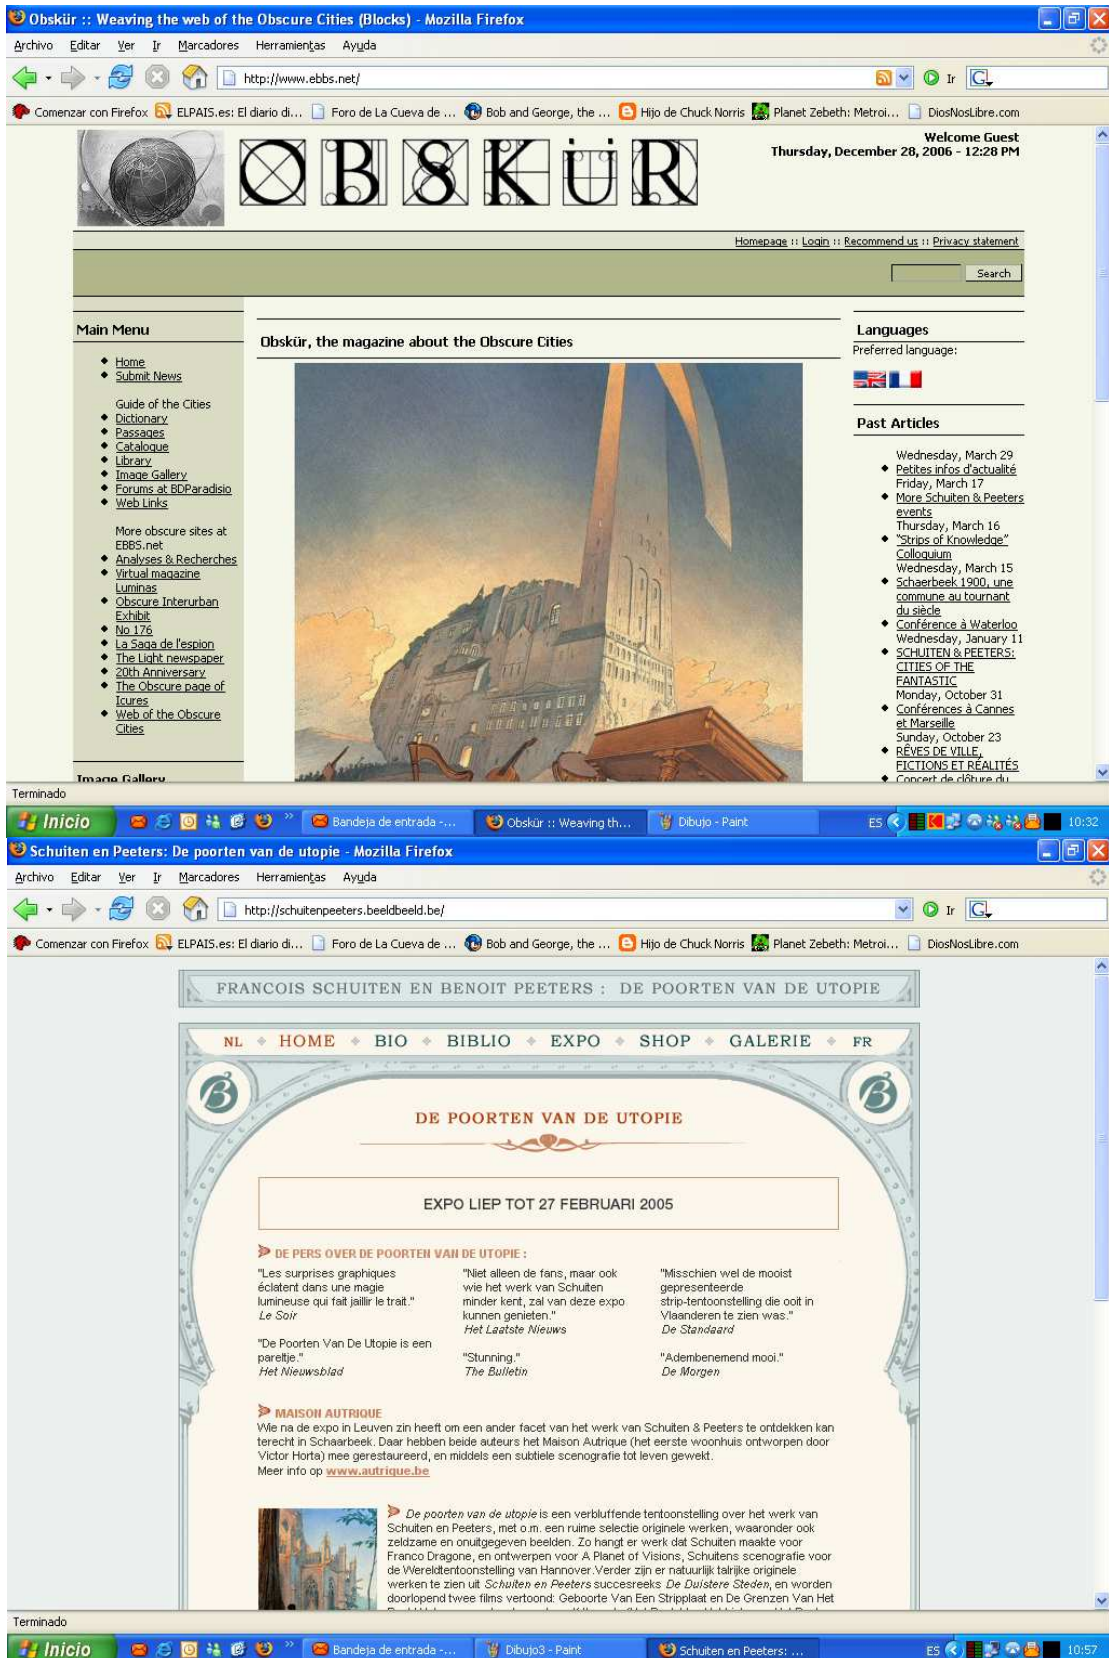 Obskür :: Weaving the web of the Obscure Cities (Blocks) - Mozilla Firefox
Archivo Editar Ver Ir Marcadores Herramientas Ayuda
http://www.ebbs.net/ Ir
Comenzar con Firefox ELPAIS.es: El diario di... Foro de La Cueva de ... Bob and George, the ... Hijo de Chuck Norris Planet Zebeth: Metroi... DiosNosLibre.com
OBSKÜR
Welcome Guest
Thursday, December 28, 2006 - 12:28 PM
Homepage :: Login :: Recommend us :: Privacy statement
Search
Main Menu
Home
Submit News
Guide of the Cities
Dictionary
Passages
Catalogue
Library
Image Gallery
Forums at BDParadisio
Web Links
More obscure sites at
EBBS.net
Analyses & Recherches
Virtual magazine
Luminas
Obscure Interurban
Exhibit
No 176
La Saga de l'espion
The Light newspaper
20th Anniversary
The Obscure page of
Icures
Web of the Obscure
Cities
Image Gallery
Obskür, the magazine about the Obscure Cities
Languages
Preferred language:
Past Articles
Wednesday, March 29
Petites infos d'actualité
Friday, March 17
More Schuiten & Peeters
events
Thursday, March 16
"Strips of Knowledge"
Colloquium
Wednesday, March 15
Schaerbeek 1900, une
commune au tournant
du siècle
Conférence à Waterloo
Wednesday, January 11
SCHUITEN & PEETERS:
CITIES OF THE
FANTASTIC
Monday, October 31
Conférences à Cannes
et Marseille
Sunday, October 23
RÊVES DE VILLE,
FICTIONS ET RÉALITÉS
Concert de clôture du
Terminado
Inicio Bandeja de entrada -... Obskür :: Weaving th... Dibujo - Paint ES 10:32
Schuiten en Peeters: De poorten van de utopie - Mozilla Firefox
Archivo Editar Ver Ir Marcadores Herramientas Ayuda
http://schuitenpeeters.beeldbeeld.be/ Ir
Comenzar con Firefox ELPAIS.es: El diario di... Foro de La Cueva de ... Bob and George, the ... Hijo de Chuck Norris Planet Zebeth: Metroi... DiosNosLibre.com
FRANCOIS SCHUITEN EN BENOIT PEETERS : DE POORTEN VAN DE UTOPIE
NL HOME BIO BIBLIO EXPO SHOP GALERIE FR
DE POORTEN VAN DE UTOPIE
EXPO LIEP TOT 27 FEBRUARI 2005
DE PERS OVER DE POORTEN VAN DE UTOPIE :
"Les surprises graphiques
éclatent dans une magie
lumineuse qui fait jaillir le trait."
Le Soir
"De Poorten Van De Utopie is een
pareltje."
Het Nieuwsblad
"Niet alleen de fans, maar ook
wie het werk van Schuiten
minder kent, zal van deze expo
kunnen genieten."
Het Laatste Nieuws
"Stunning."
The Bulletin
"Misschien wel de mooist
gepresenteerde
strip-tentoonstelling die ooit in
Vlaanderen te zien was."
De Standaard
"Adembenemend mooi."
De Morgen
MAISON AUTRIQUE
Wie na de expo in Leuven zin heeft om een ander facet van het werk van Schuiten & Peeters te ontdekken kan
terecht in Schaarbeek. Daar hebben beide auteurs het Maison Autrique (het eerste woonhuis ontworpen door
Victor Horta) mee gerestaureerd, en middels een subtiele scenografie tot leven gewekt.
Meer info op www.autrique.be
De poorten van de utopie is een verbluffende tentoonstelling over het werk van
Schuiten en Peeters, met o.m. een ruime selectie originele werken, waaronder ook
zeldzame en onuitgegeven beelden. Zo hangt er werk dat Schuiten maakte voor
Franco Dragone, en ontwerpen voor A Planet of Visions, Schuitens scenografie voor
de Wereldtentoonstelling van Hannover.Verder zijn er natuurlijk talrijke originele
werken te zien uit Schuiten en Peeters succesreeks De Duistere Steden, en worden
doorlopend twee films vertoond: Geboorte Van Een Stripplaat en De Grenzen Van Het
Terminado
Inicio Bandeja de entrada -... Dibujo3 - Paint Schuiten en Peeters: ... ES 10:57